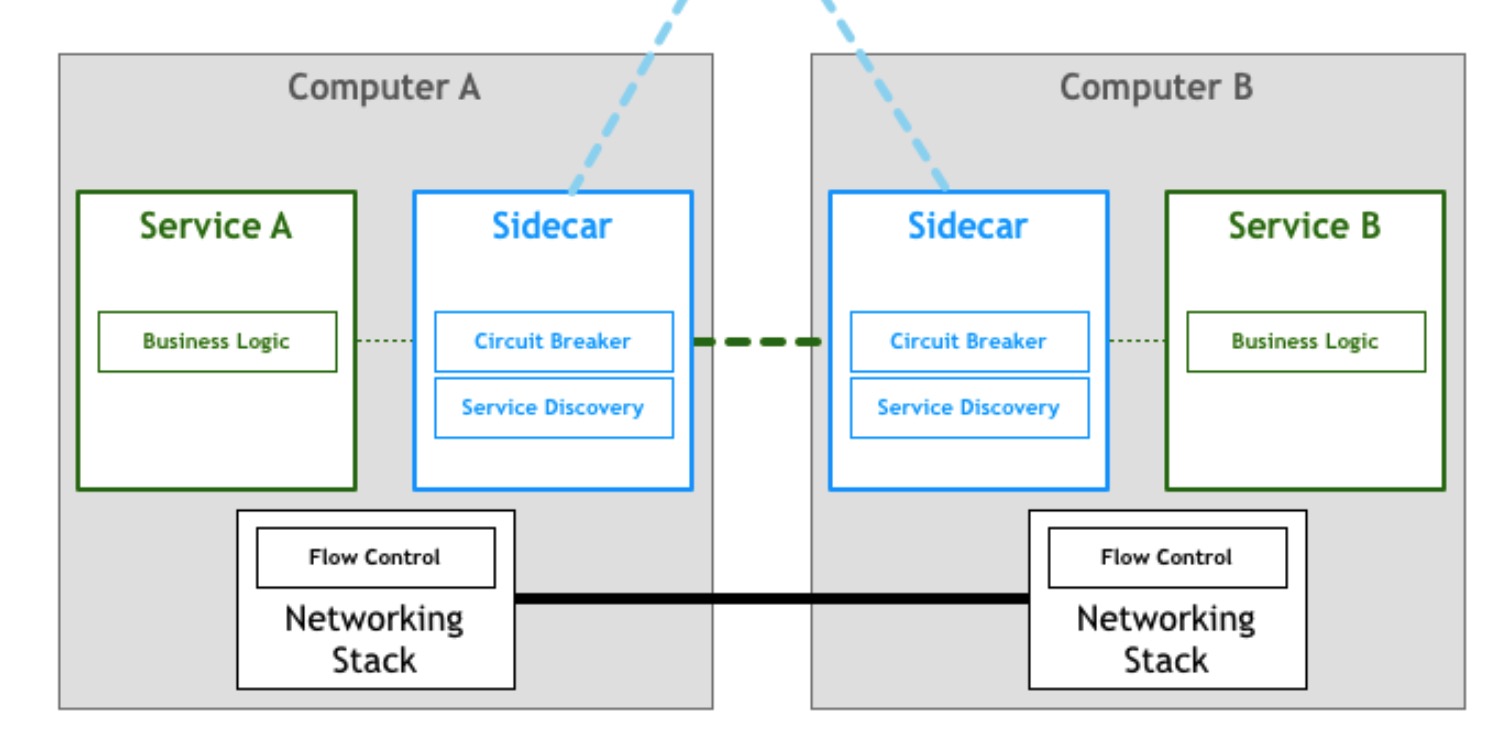 Computer A
Service A
Business Logic
Sidecar
Circuit Breaker
Service Discovery
Flow Control
Networking
Stack
Computer B
Sidecar
Circuit Breaker
Service Discovery
Service B
Business Logic
Flow Control
Networking
Stack